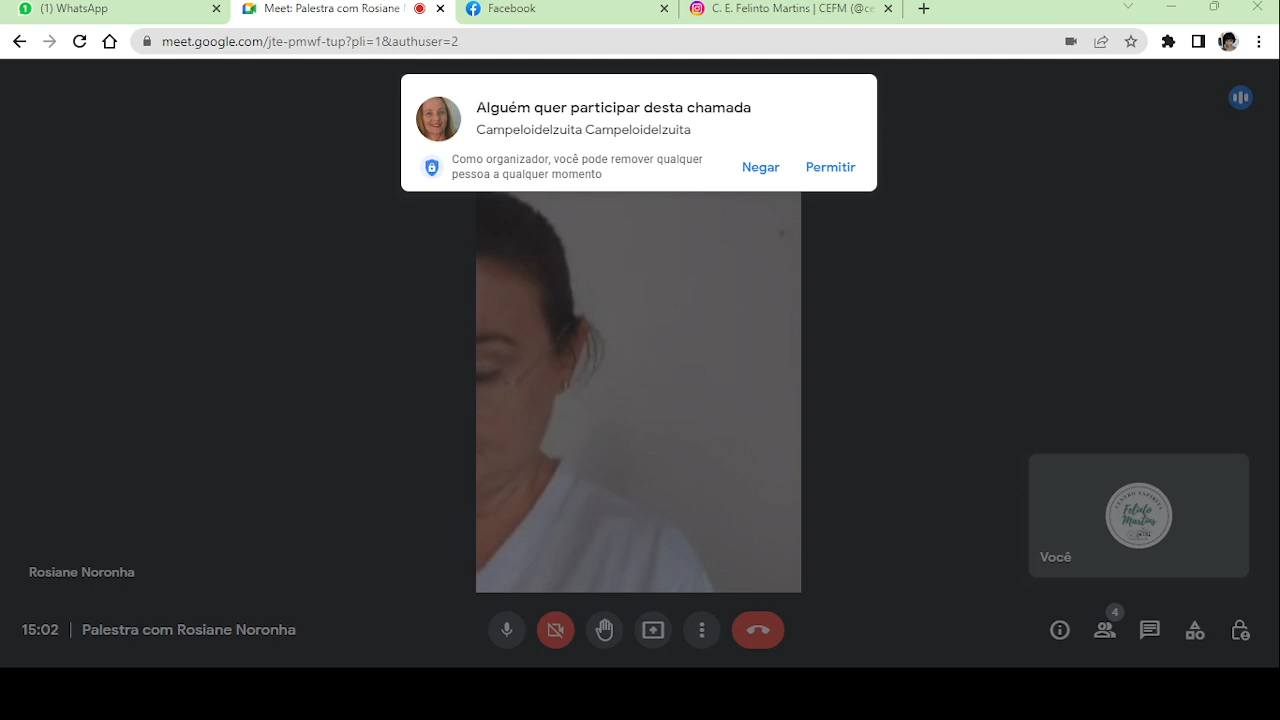 (1) WhatsApp
Meet: Palestra com Rosiane
Facebook
C. E. Felinto Martins | CEFM (@ce
meet.google.com/jte-pmwf-tup?pli=1&authuser=2
Alguém quer participar desta chamada
Campeloidelzuita Campeloidelzuita
Como organizador, você pode remover qualquer
pessoa a qualquer momento
Negar
Permitir
CENTRO ESPÍRITA
Felinto
Martins
Você
Rosiane Noronha
4
15:02 | Palestra com Rosiane Noronha